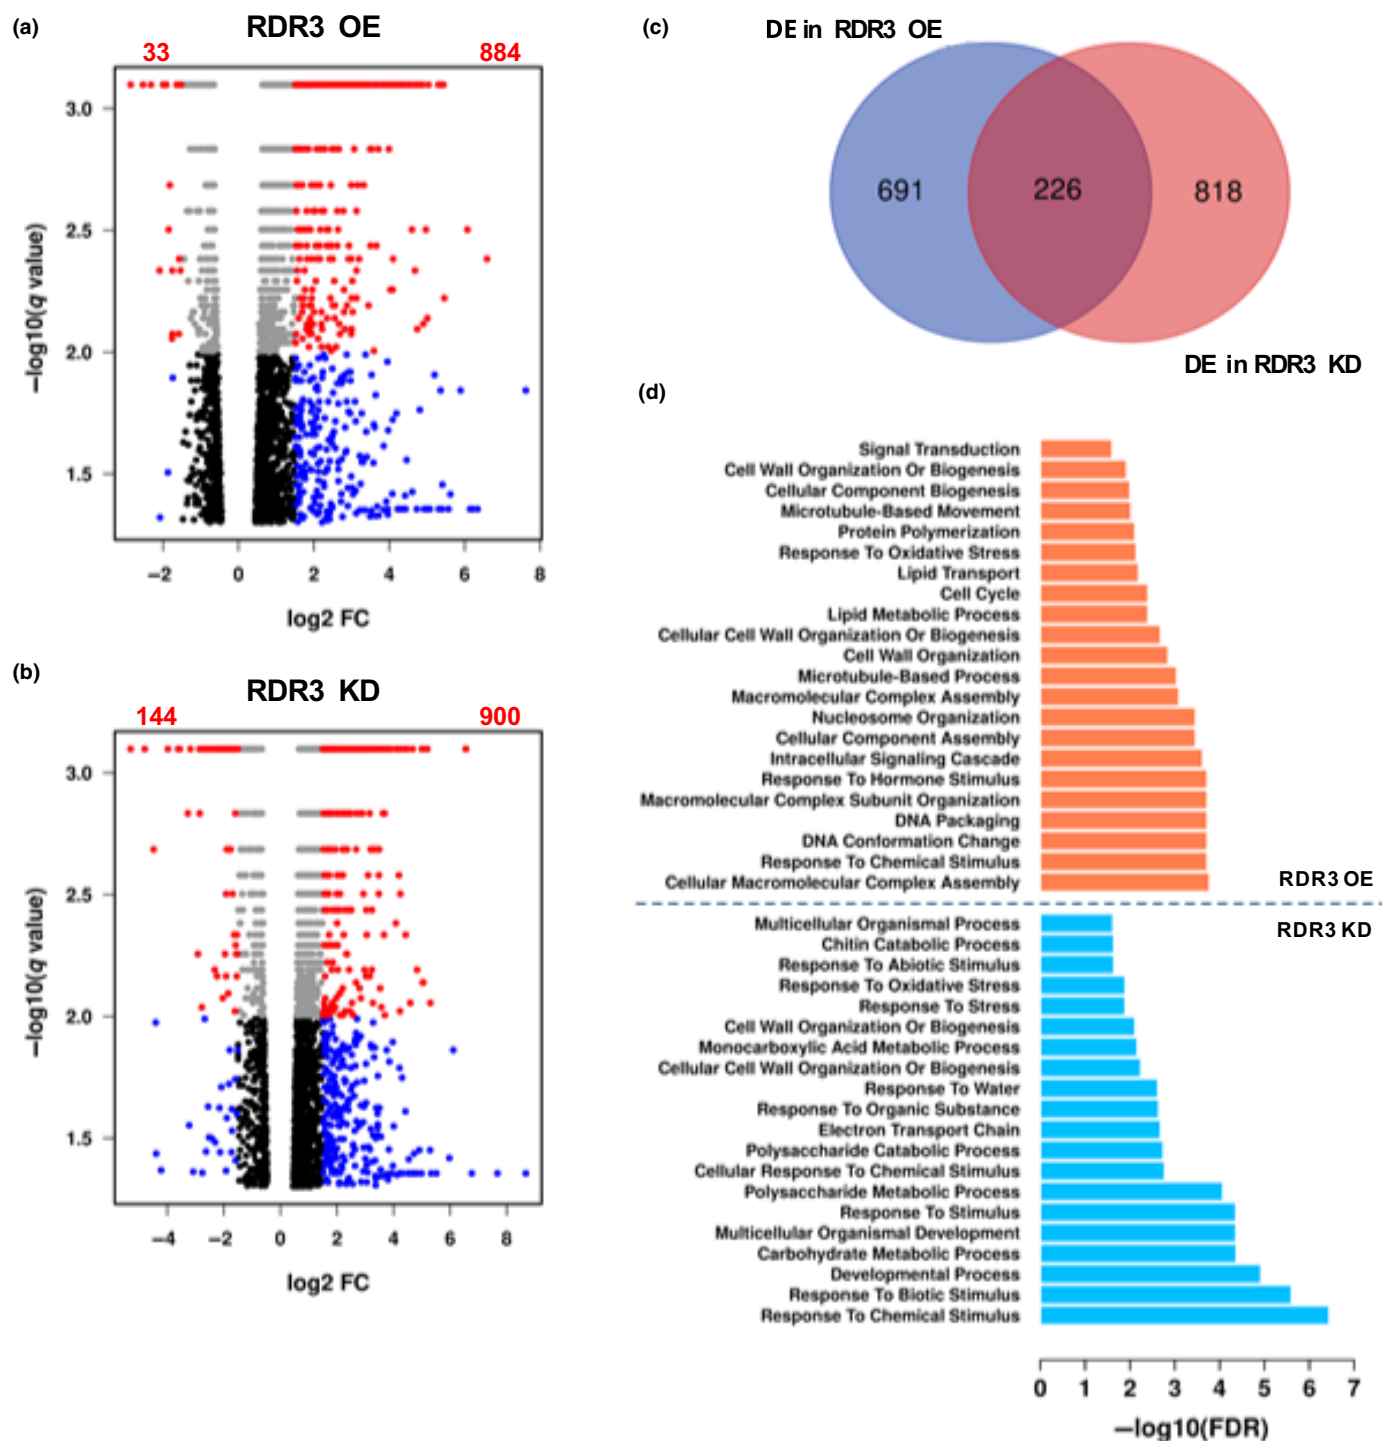 (a)
RDR3 OE
33
884
3.0
2.5
2.0
1.5
−log10(q value)
−2
0
2
4
6
8
log2 FC
(b)
RDR3 KD
144
900
3.0
2.5
2.0
1.5
−log10(q value)
−4
−2
0
2
4
6
8
log2 FC
(c)
DE in RDR3 OE
691
226
818
DE in RDR3 KD
(d)
Signal Transduction
Cell Wall Organization Or Biogenesis
Cellular Component Biogenesis
Microtubule-Based Movement
Protein Polymerization
Response To Oxidative Stress
Lipid Transport
Cell Cycle
Lipid Metabolic Process
Cellular Cell Wall Organization Or Biogenesis
Cell Wall Organization
Microtubule-Based Process
Macromolecular Complex Assembly
Nucleosome Organization
Cellular Component Assembly
Intracellular Signaling Cascade
Response To Hormone Stimulus
Macromolecular Complex Subunit Organization
DNA Packaging
DNA Conformation Change
Response To Chemical Stimulus
Cellular Macromolecular Complex Assembly
RDR3 OE
RDR3 KD
Multicellular Organismal Process
Chitin Catabolic Process
Response To Abiotic Stimulus
Response To Oxidative Stress
Response To Stress
Cell Wall Organization Or Biogenesis
Monocarboxylic Acid Metabolic Process
Cellular Cell Wall Organization Or Biogenesis
Response To Water
Response To Organic Substance
Electron Transport Chain
Polysaccharide Catabolic Process
Cellular Response To Chemical Stimulus
Polysaccharide Metabolic Process
Response To Stimulus
Multicellular Organismal Development
Carbohydrate Metabolic Process
Developmental Process
Response To Biotic Stimulus
Response To Chemical Stimulus
0 1 2 3 4 5 6 7
−log10(FDR)